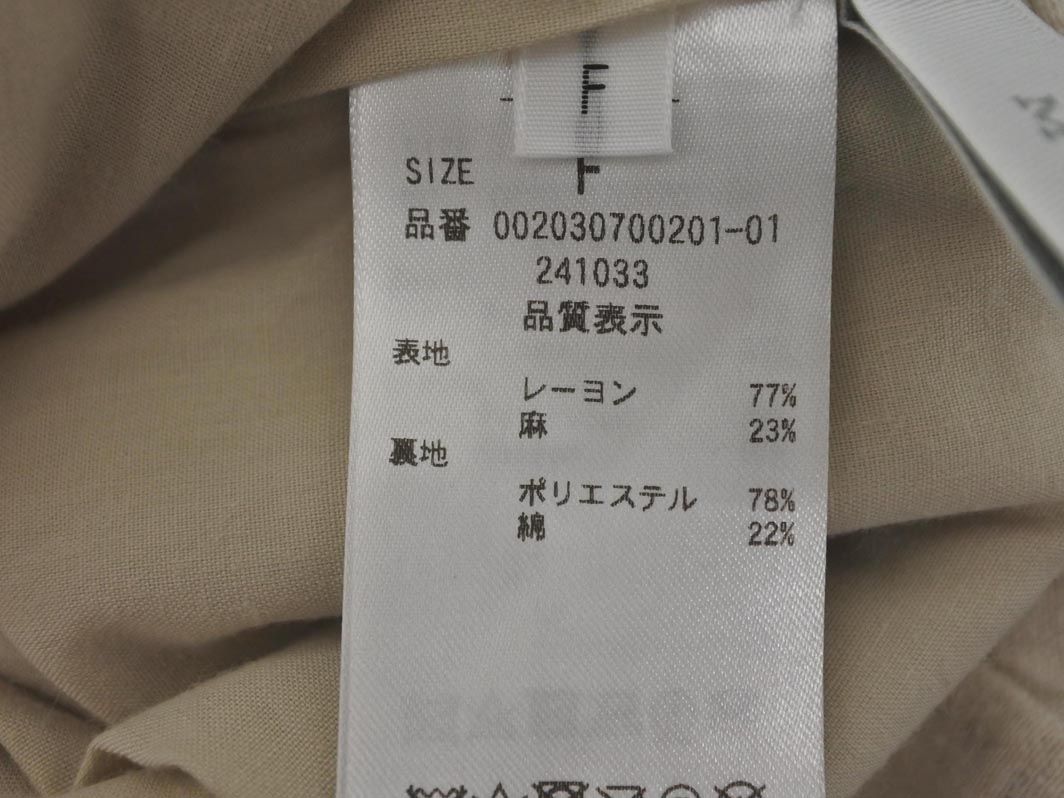 F
SIZE F
品番 002030700201-01
241033
品質表示
表地
レーヨン 77%
麻 23%
裏地
ポリエステル 78%
綿 22%
M